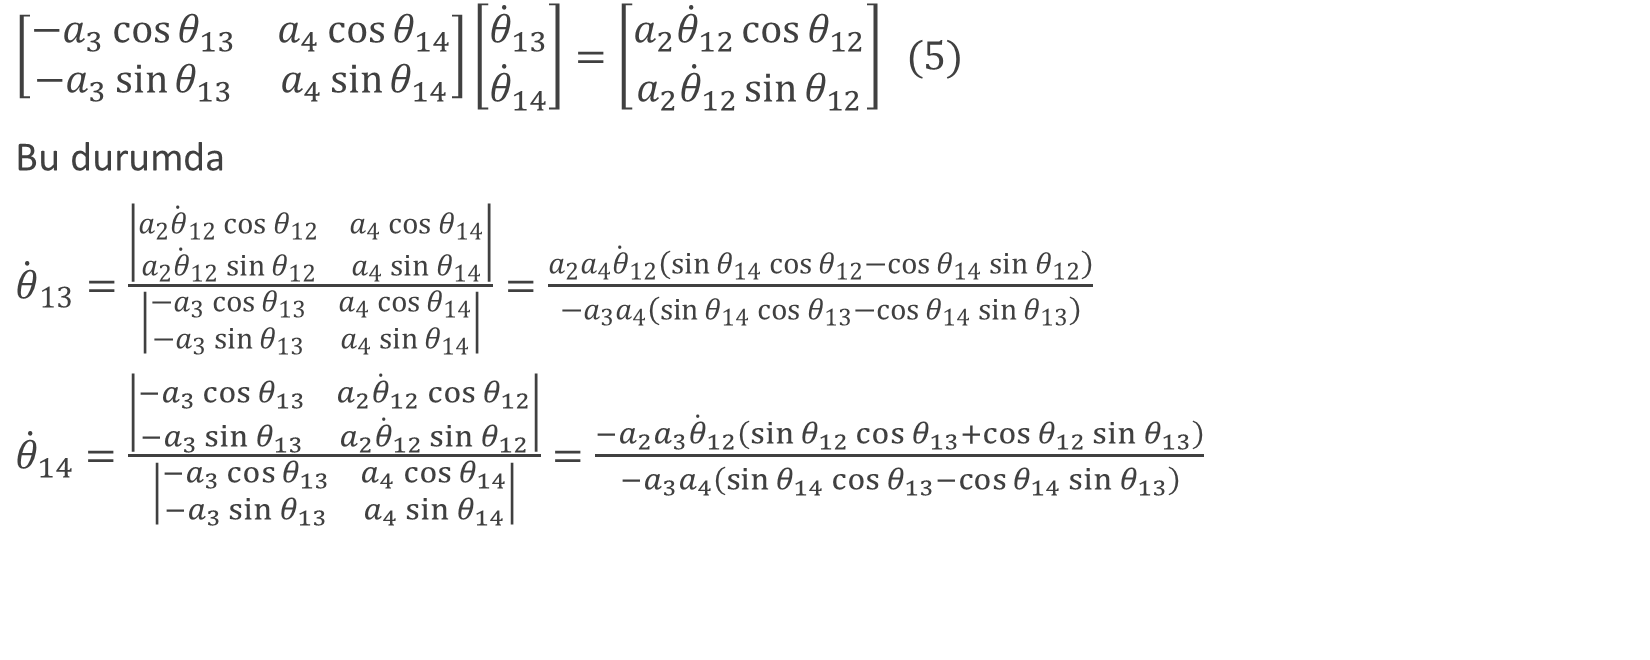 [−a₃ cos θ₁₃ a₄ cos θ₁₄; −a₃ sin θ₁₃ a₄ sin θ₁₄] [θ̇₁₃; θ̇₁₄] = [a₂θ̇₁₂ cos θ₁₂; a₂θ̇₁₂ sin θ₁₂] (5)
Bu durumda
θ̇₁₃ = |a₂θ̇₁₂ cos θ₁₂ a₄ cos θ₁₄; a₂θ̇₁₂ sin θ₁₂ a₄ sin θ₁₄| / |−a₃ cos θ₁₃ a₄ cos θ₁₄; −a₃ sin θ₁₃ a₄ sin θ₁₄| = a₂a₄θ̇₁₂(sin θ₁₄ cos θ₁₂−cos θ₁₄ sin θ₁₂) / −a₃a₄(sin θ₁₄ cos θ₁₃−cos θ₁₄ sin θ₁₃)
θ̇₁₄ = |−a₃ cos θ₁₃ a₂θ̇₁₂ cos θ₁₂; −a₃ sin θ₁₃ a₂θ̇₁₂ sin θ₁₂| / |−a₃ cos θ₁₃ a₄ cos θ₁₄; −a₃ sin θ₁₃ a₄ sin θ₁₄| = −a₂a₃θ̇₁₂(sin θ₁₂ cos θ₁₃+cos θ₁₂ sin θ₁₃) / −a₃a₄(sin θ₁₄ cos θ₁₃−cos θ₁₄ sin θ₁₃)